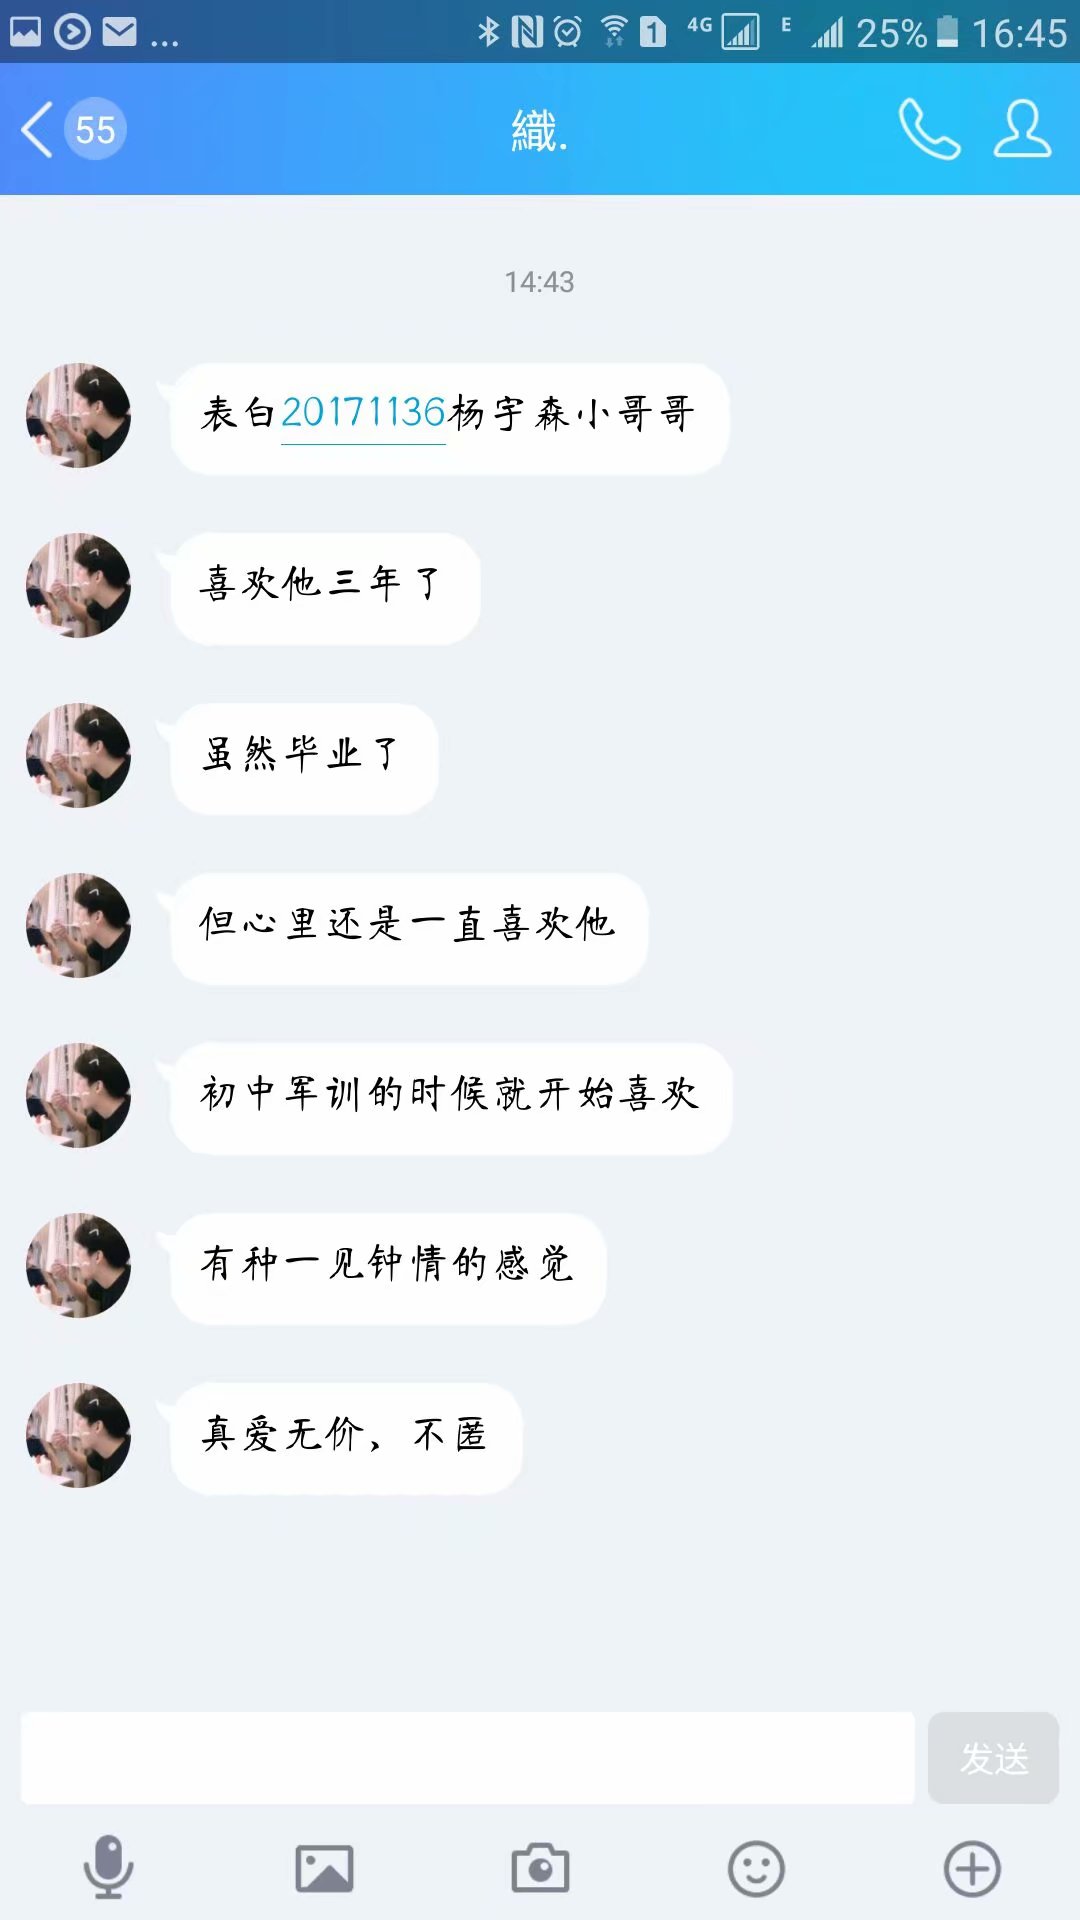 ... 1 4G E 25% 16:45
55 織.
14:43
表白20171136杨宇森小哥哥
喜欢他三年了
虽然毕业了
但心里还是一直喜欢他
初中军训的时候就开始喜欢
有种一见钟情的感觉
真爱无价、不匿
发送